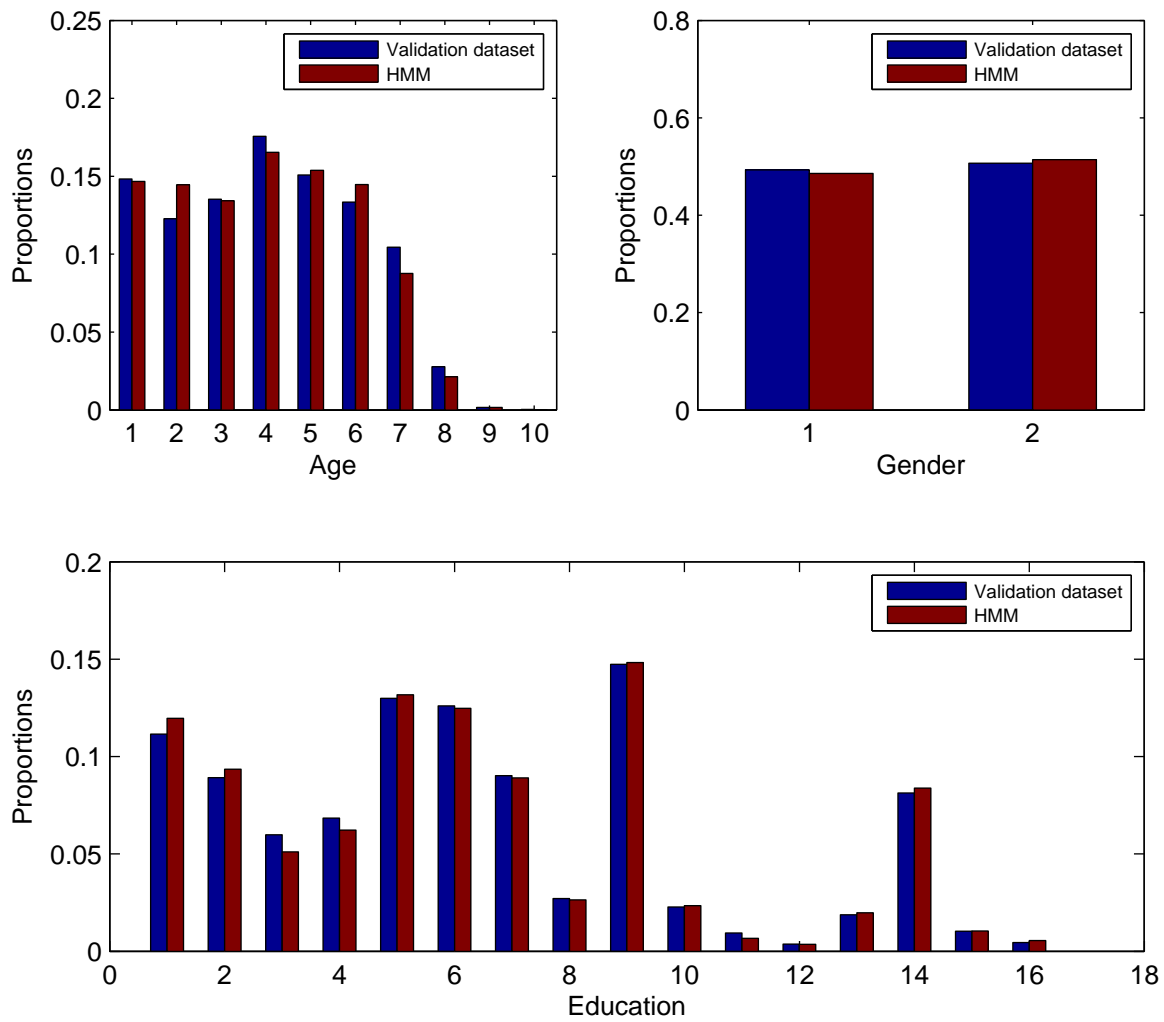 0.25
0.2
0.15
0.1
0.05
0
Proportions
Validation dataset
HMM
1 2 3 4 5 6 7 8 9 10
Age
0.8
0.6
0.4
0.2
0
Proportions
Validation dataset
HMM
1 2
Gender
0.2
0.15
0.1
0.05
0
Proportions
Validation dataset
HMM
0 2 4 6 8 10 12 14 16 18
Education